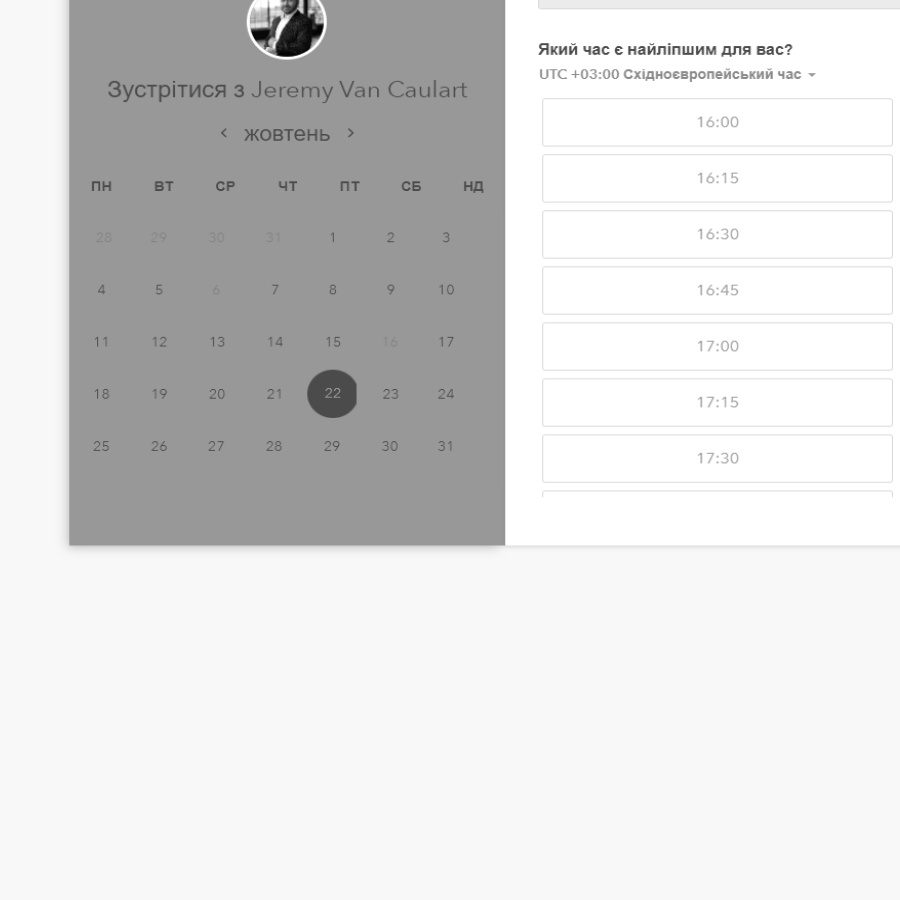 Зустрітися з Jeremy Van Caulart
жовтень
ПН ВТ СР ЧТ ПТ СБ НД
28 29 30 31 1 2 3
4 5 6 7 8 9 10
11 12 13 14 15 16 17
18 19 20 21 22 23 24
25 26 27 28 29 30 31
Який час є найліпшим для вас?
UTC +03:00 Східноєвропейський час
16:00
16:15
16:30
16:45
17:00
17:15
17:30